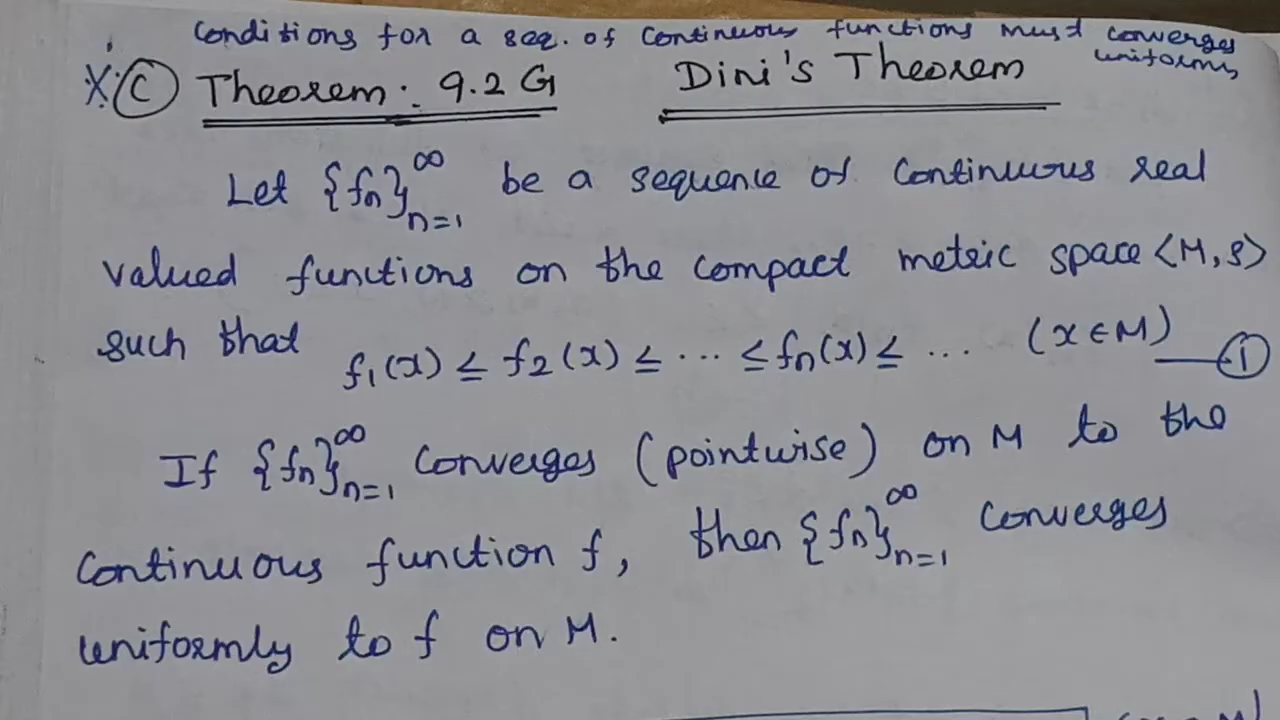 Conditions for a seq. of Continuous functions must converges
uniforms
X: (C) Theorem: 9.2 G Dini's Theorem
Let {fn}∞n=1 be a sequence of continuous real
valued functions on the compact metric space <M, ρ>
such that f1(x) ≤ f2(x) ≤ ... ≤ fn(x) ≤ ... (x ∈ M) — ①
If {fn}∞n=1 converges (pointwise) on M to the
continuous function f, then {fn}∞n=1 converges
uniformly to f on M.